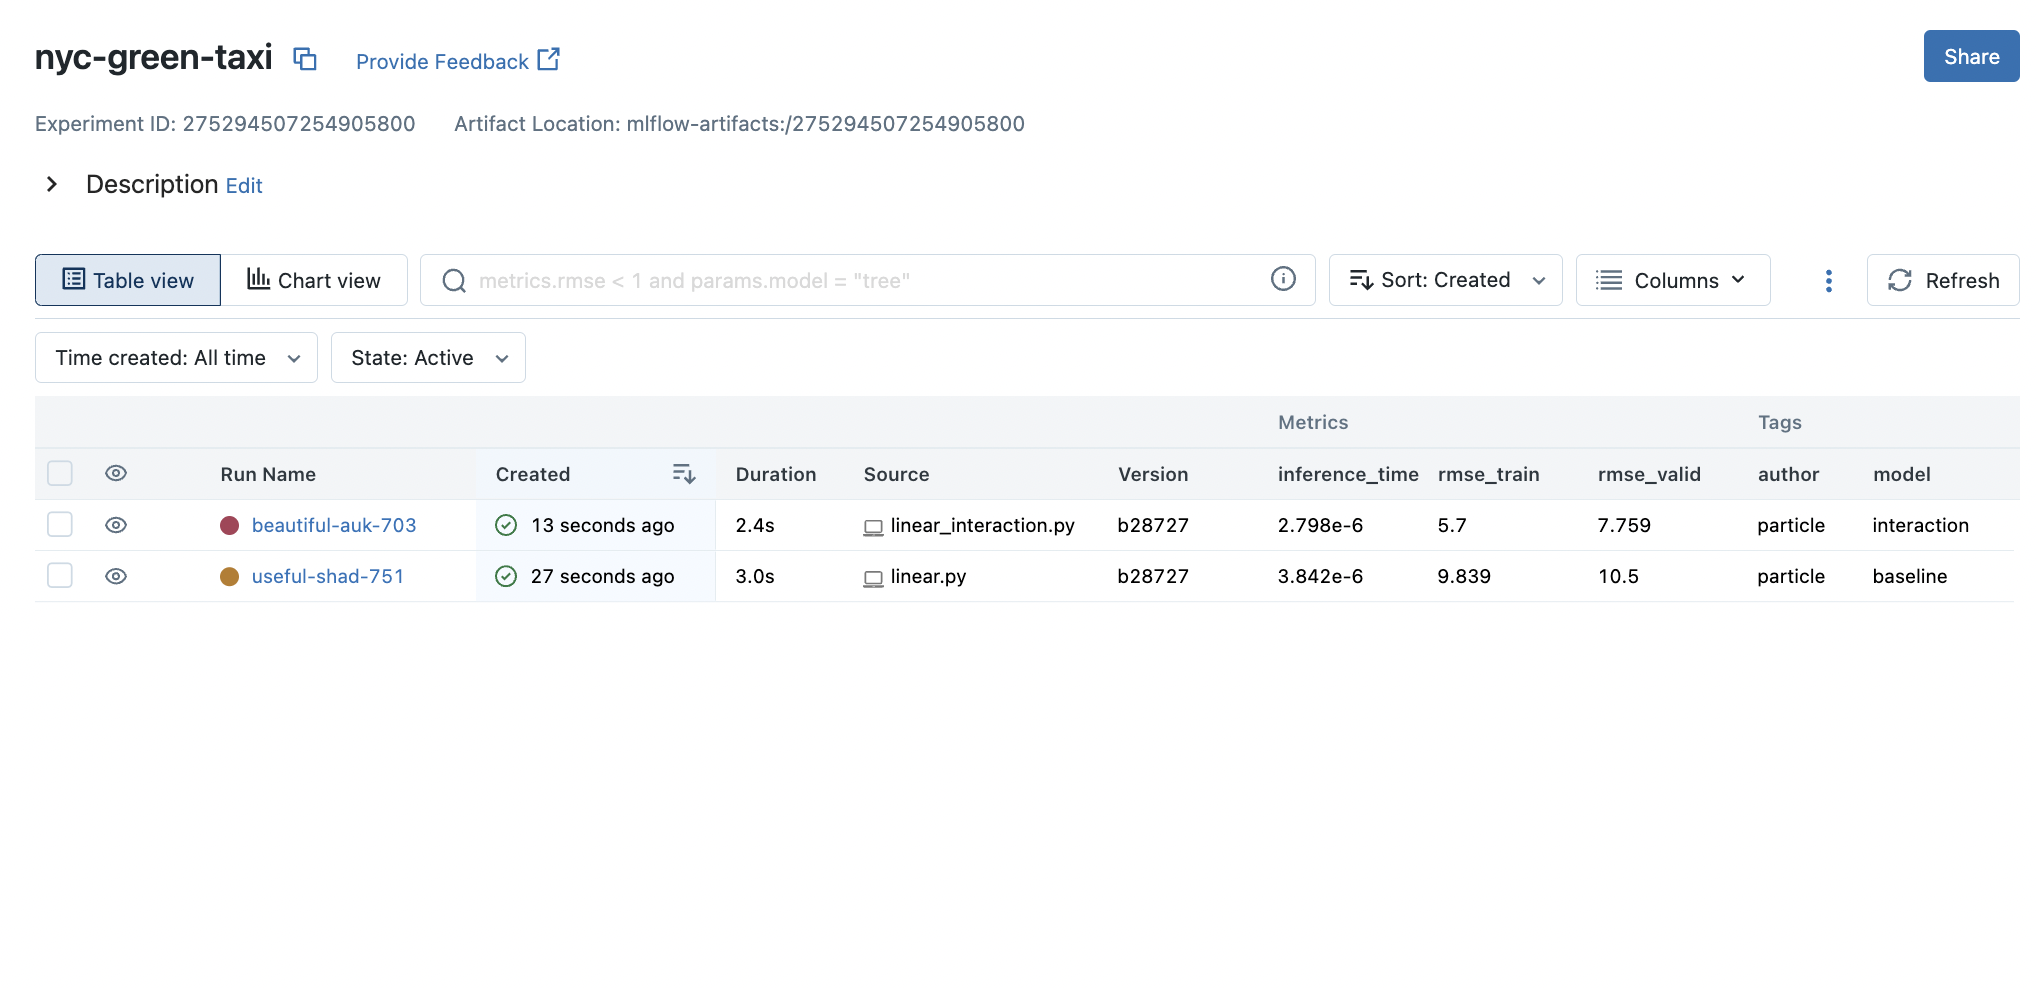 nyc-green-taxi Provide Feedback Share
Experiment ID: 275294507254905800 Artifact Location: mlflow-artifacts:/275294507254905800
Description Edit
Table view Chart view metrics.rmse < 1 and params.model = "tree" Sort: Created Columns Refresh
Time created: All time State: Active
Metrics Tags
Run Name Created Duration Source Version inference_time rmse_train rmse_valid author model
beautiful-auk-703 13 seconds ago 2.4s linear_interaction.py b28727 2.798e-6 5.7 7.759 particle interaction
useful-shad-751 27 seconds ago 3.0s linear.py b28727 3.842e-6 9.839 10.5 particle baseline